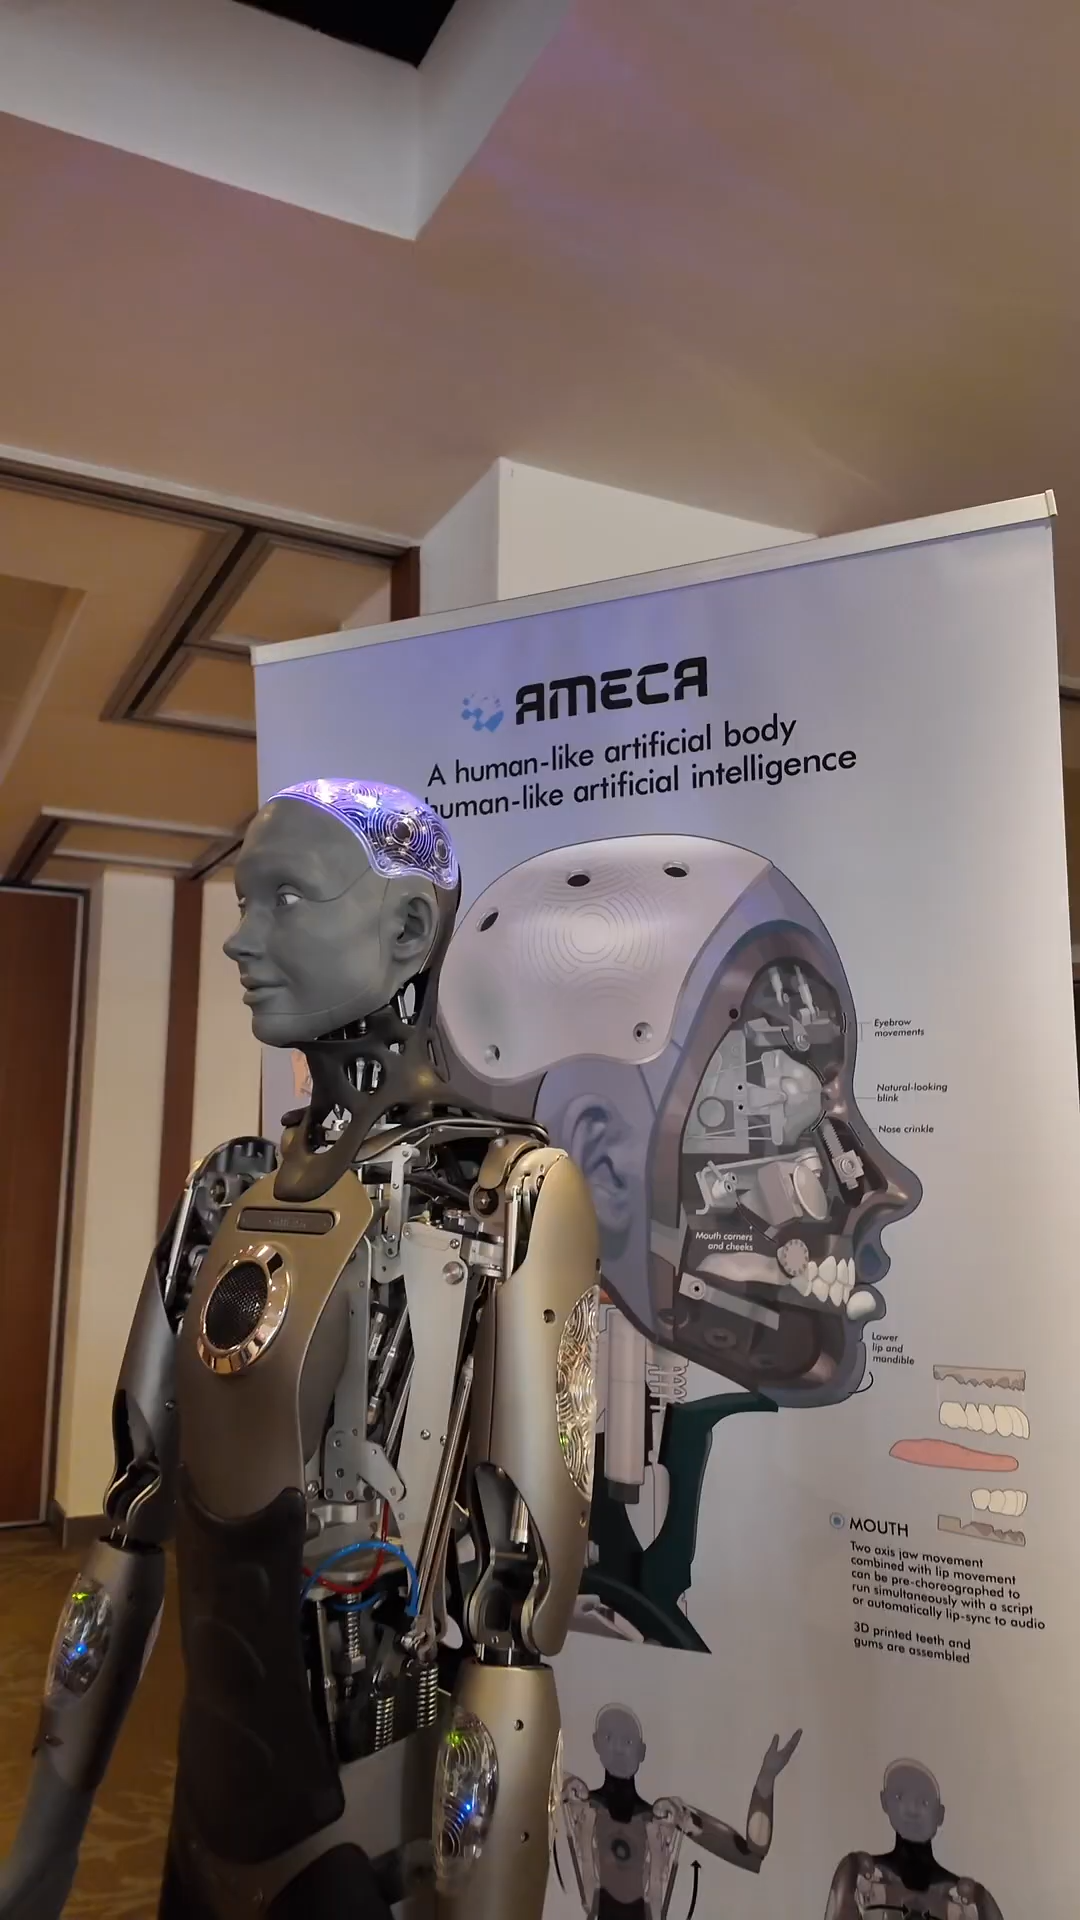 AMECA
A human-like artificial body
human-like artificial intelligence
Eyebrow
movements
Natural-looking
blink
Nose crinkle
Mouth corners
and cheeks
Lower
lip and
mandible
MOUTH
Two axis jaw movement
combined with lip movement
can be pre-choreographed to
run simultaneously with a script
or automatically lip-sync to audio
3D printed teeth and
gums are assembled